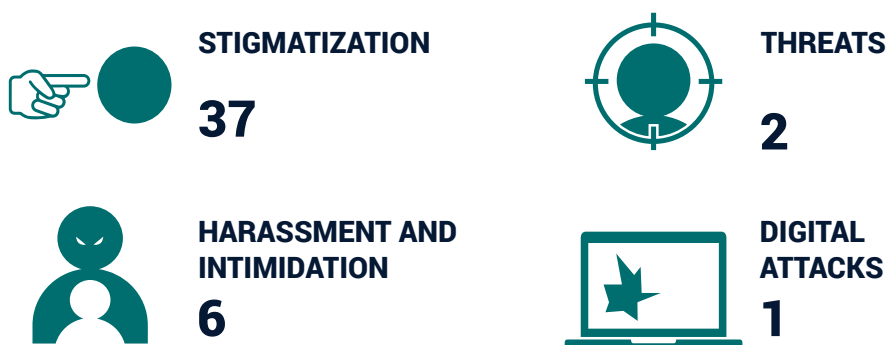 STIGMATIZATION
37
THREATS
2
HARASSMENT AND
INTIMIDATION
6
DIGITAL
ATTACKS
1